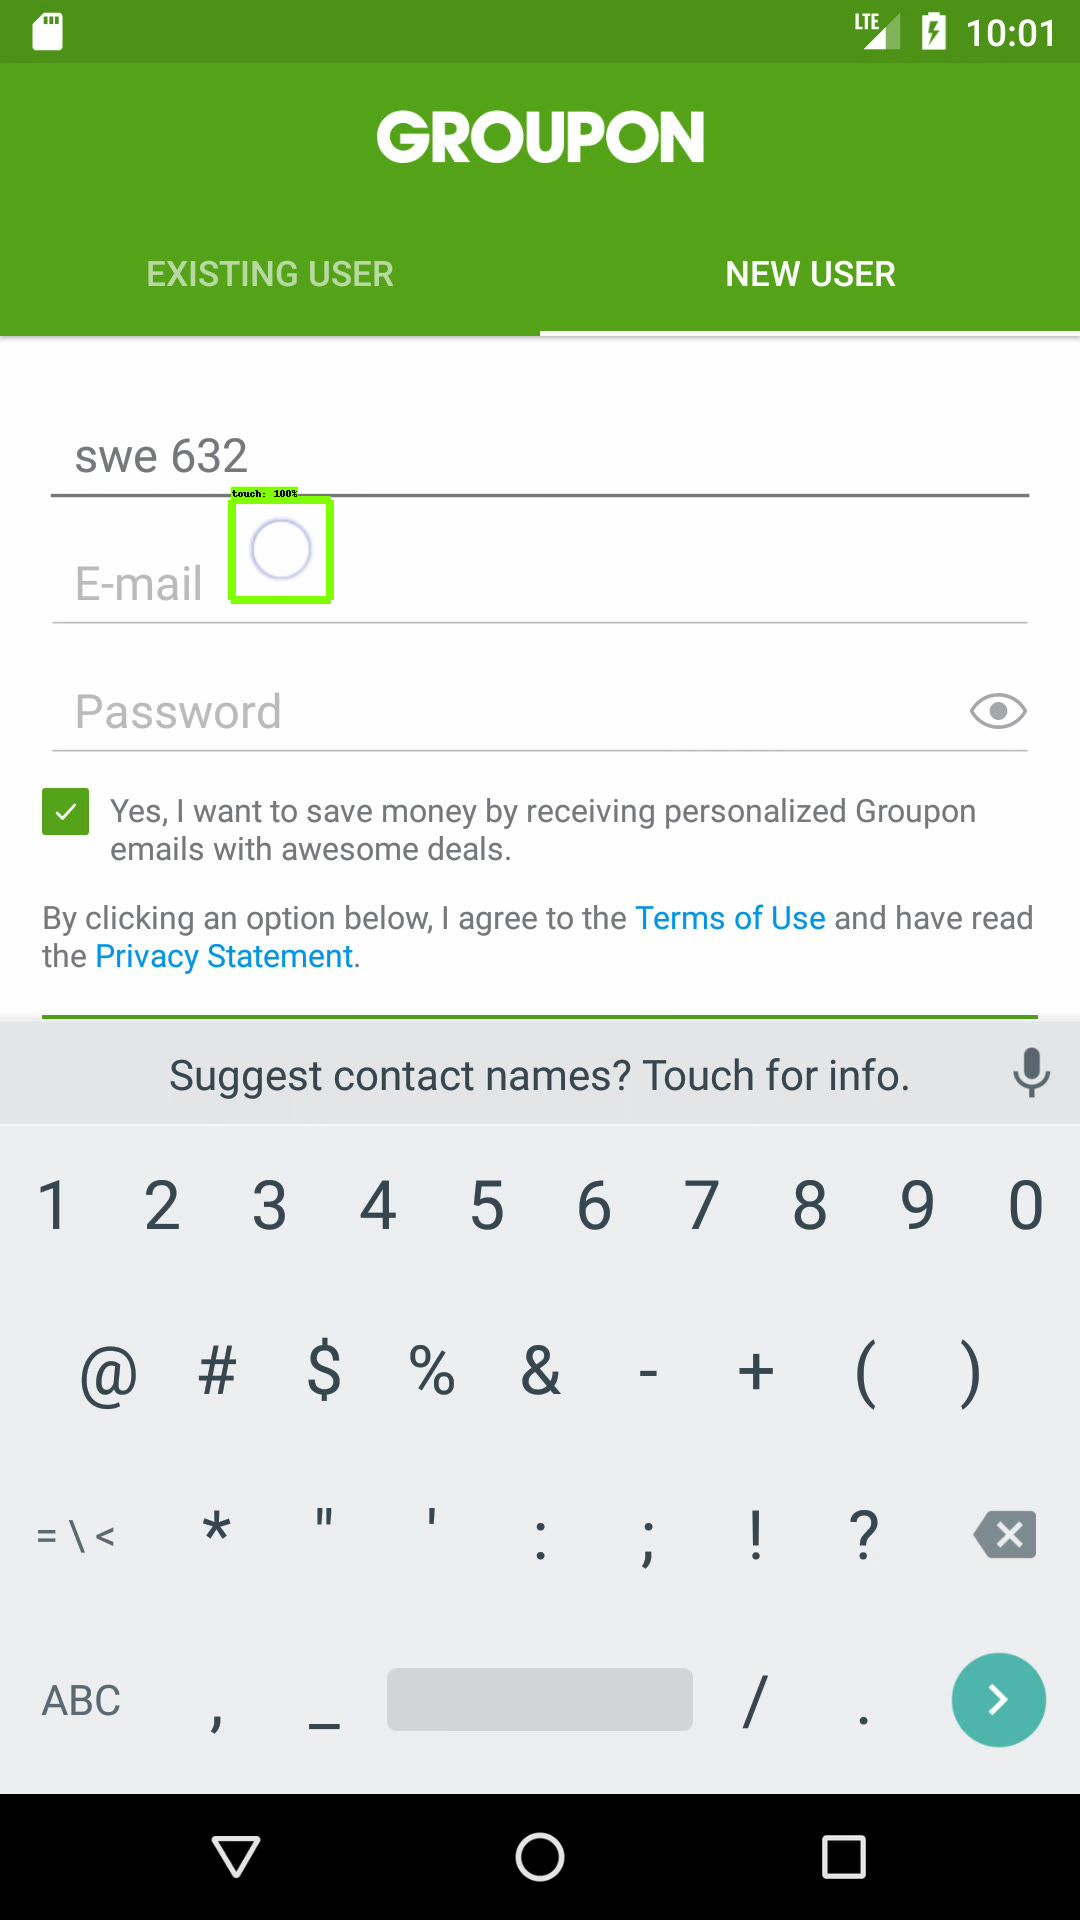 LTE 10:01
GROUPON
EXISTING USER NEW USER
swe 632
touch: 100%
E-mail
Password
Yes, I want to save money by receiving personalized Groupon
emails with awesome deals.
By clicking an option below, I agree to the Terms of Use and have read
the Privacy Statement.
Suggest contact names? Touch for info.
1 2 3 4 5 6 7 8 9 0
@ # $ % & - + ( )
= \ < * " ' : ; ! ?
ABC , _ / .